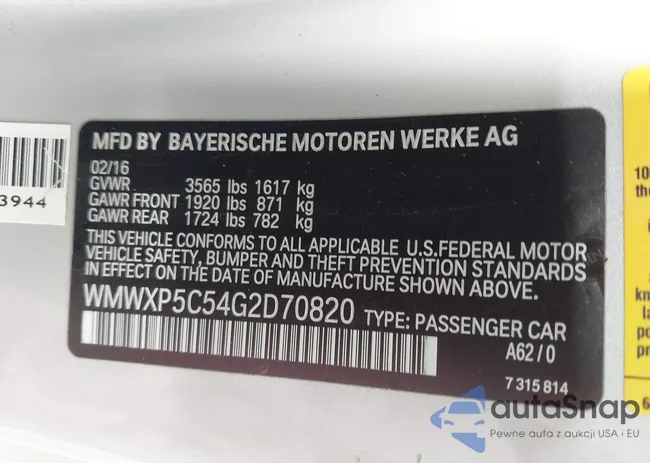 3944
MFD BY BAYERISCHE MOTOREN WERKE AG
02/16
GVWR 3565 lbs 1617 kg
GAWR FRONT 1920 lbs 871 kg
GAWR REAR 1724 lbs 782 kg
THIS VEHICLE CONFORMS TO ALL APPLICABLE U.S.FEDERAL MOTOR
VEHICLE SAFETY, BUMPER AND THEFT PREVENTION STANDARDS
IN EFFECT ON THE DATE OF MANUFACTURE SHOWN ABOVE.
WMWXP5C54G2D70820 TYPE: PASSENGER CAR
A62/0
7 315 814
autaSnap
Pewne auta z aukcji USA i EU